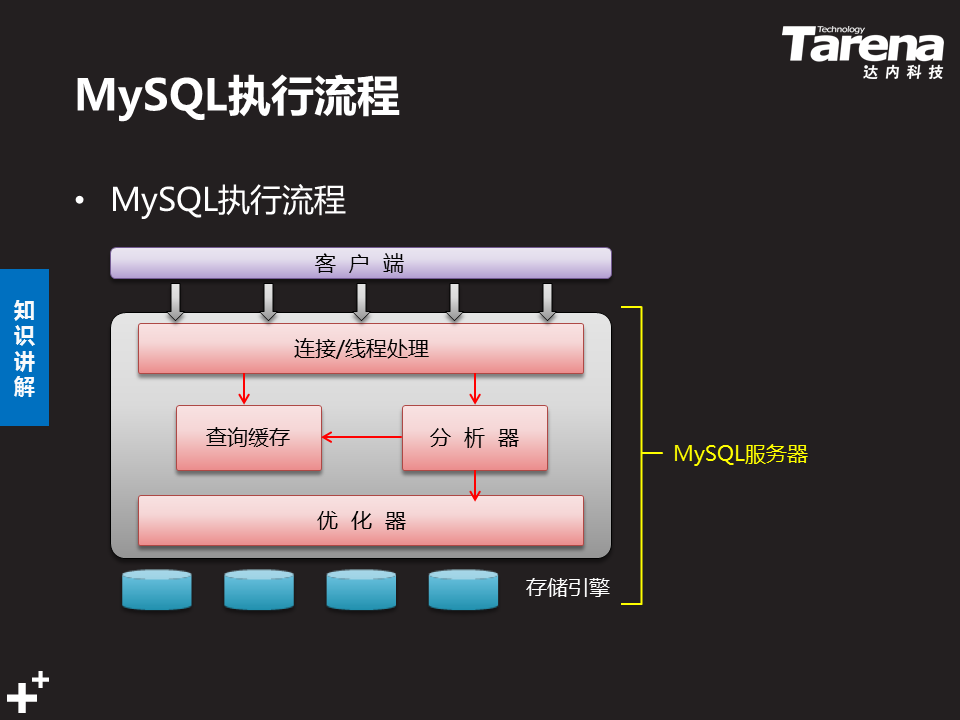 Technology
Tarena
达内科技
MySQL执行流程
• MySQL执行流程
客 户 端
知识讲解
连接/线程处理
查询缓存
分 析 器
MySQL服务器
优 化 器
存储引擎